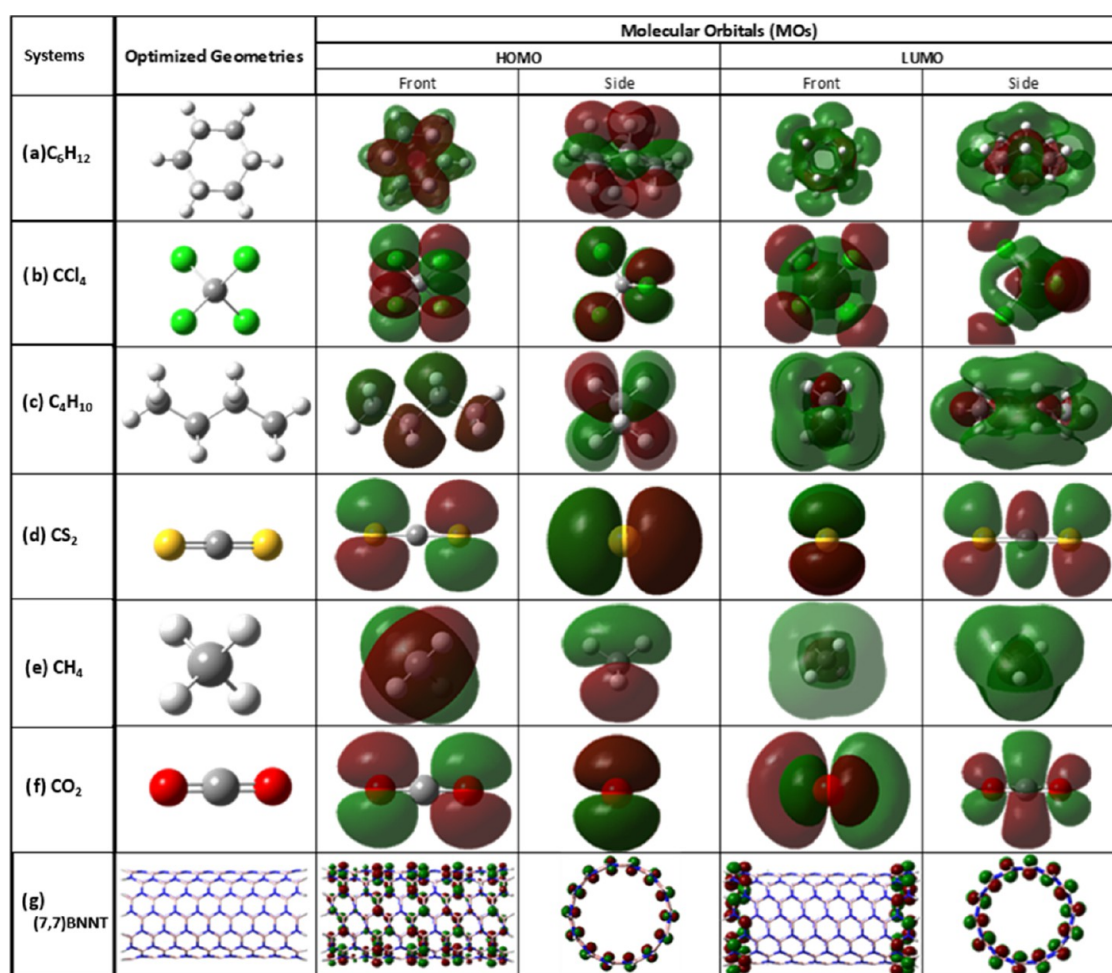 Systems
Optimized Geometries
Molecular Orbitals (MOs)
HOMO
LUMO
Front
Side
Front
Side
(a)C6H12
(b) CCl4
(c) C4H10
(d) CS2
(e) CH4
(f) CO2
(g)
(7,7)BNNT